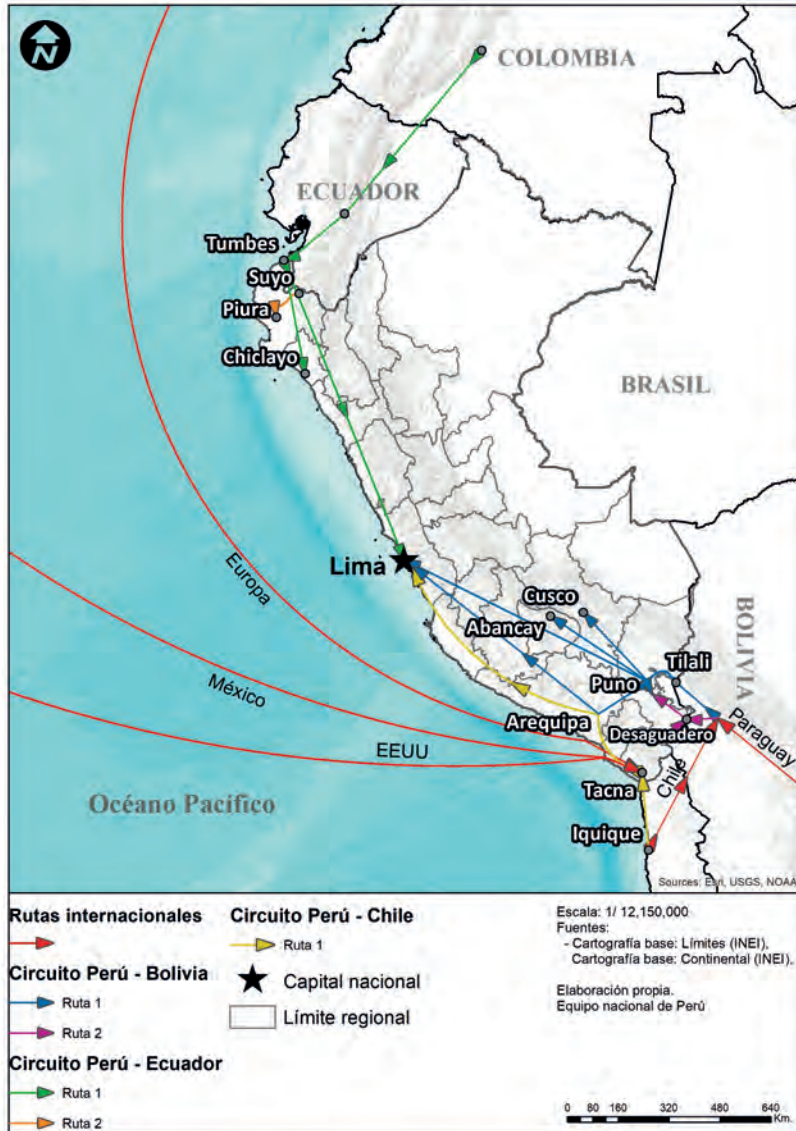 N
COLOMBIA
ECUADOR
Tumbes
Suyo
Piura
Chiclayo
BRASIL
Lima
Europa
Cusco
Abancay
BOLIVIA
Tilali
Puno
México
Arequipa
Desaguadero
Paraguay
EEUU
Chile
Océano Pacífico
Tacna
Iquique
Sources: Esri, USGS, NOAA
Rutas internacionales
Circuito Perú - Bolivia
Ruta 1
Ruta 2
Circuito Perú - Ecuador
Ruta 1
Ruta 2
Circuito Perú - Chile
Ruta 1
Capital nacional
Límite regional
Escala: 1/ 12,150,000
Fuentes:
- Cartografía base: Límites (INEI),
Cartografía base: Continental (INEI),
Elaboración propia.
Equipo nacional de Perú
0 80 160 320 480 640
Km.